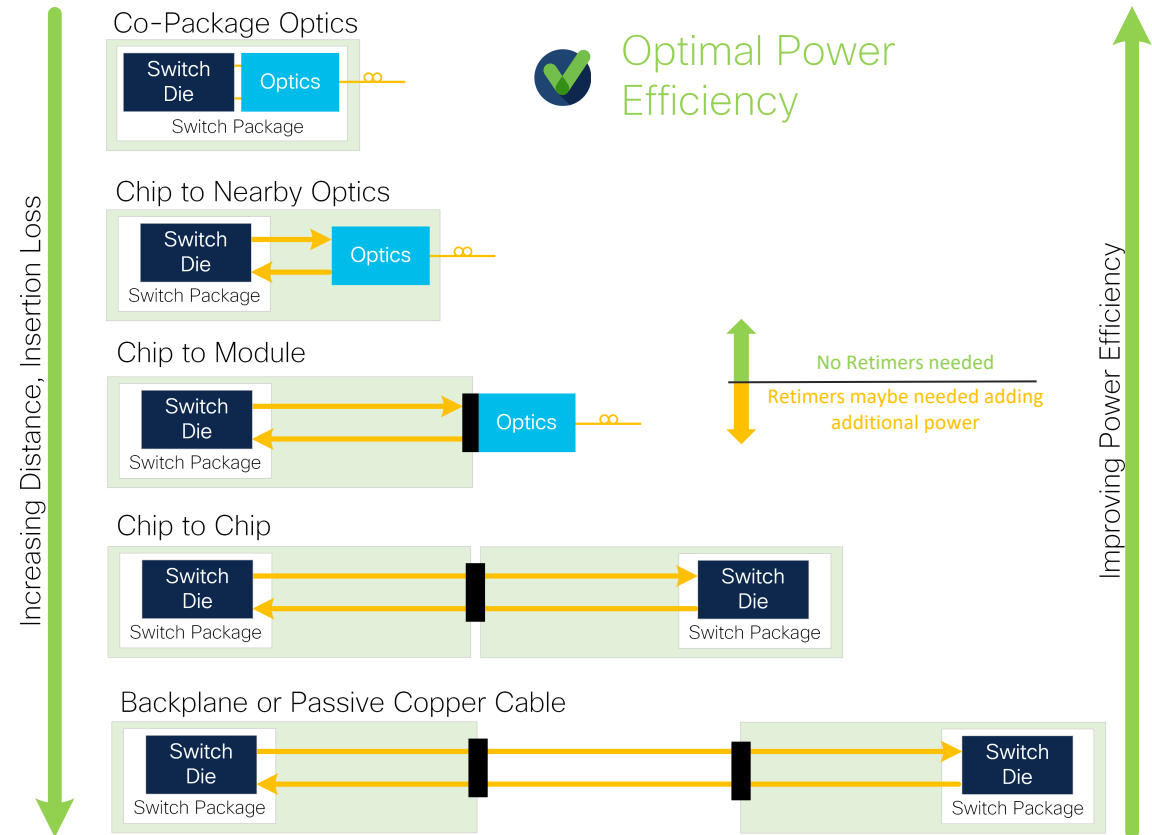 Co-Package Optics
Switch
Die
Optics
Switch Package
Optimal Power
Efficiency
Chip to Nearby Optics
Switch
Die
Optics
Switch Package
Chip to Module
Switch
Die
Optics
Switch Package
No Retimers needed
Retimers maybe needed adding
additional power
Chip to Chip
Switch
Die
Switch Package
Switch
Die
Switch Package
Backplane or Passive Copper Cable
Switch
Die
Switch Package
Switch
Die
Switch Package
Increasing Distance, Insertion Loss
Improving Power Efficiency